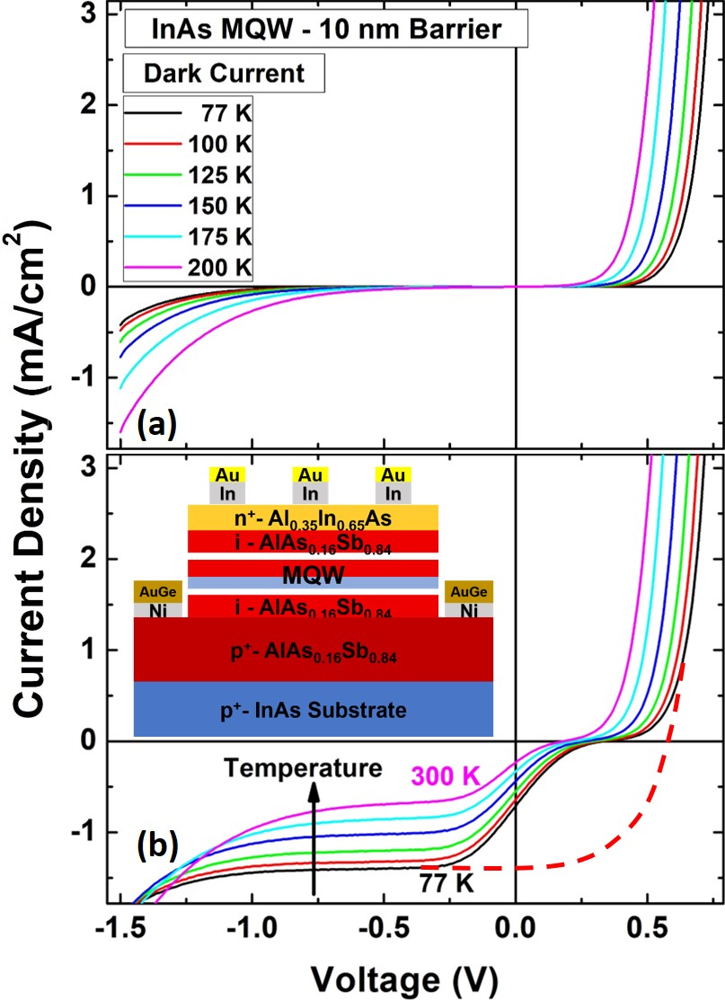 InAs MQW - 10 nm Barrier
Dark Current
77 K
100 K
125 K
150 K
175 K
200 K
3
2
1
0
-1
(a)
Current Density (mA/cm²)
3
2
1
0
-1
Au Au Au
In In In
n⁺- Al₀.₃₅In₀.₆₅As
i - AlAs₀.₁₆Sb₀.₈₄
MQW
AuGe AuGe
i - AlAs₀.₁₆Sb₀.₈₄
Ni Ni
p⁺- AlAs₀.₁₆Sb₀.₈₄
p⁺- InAs Substrate
Temperature
300 K
(b)
77 K
-1.5 -1.0 -0.5 0.0 0.5
Voltage (V)